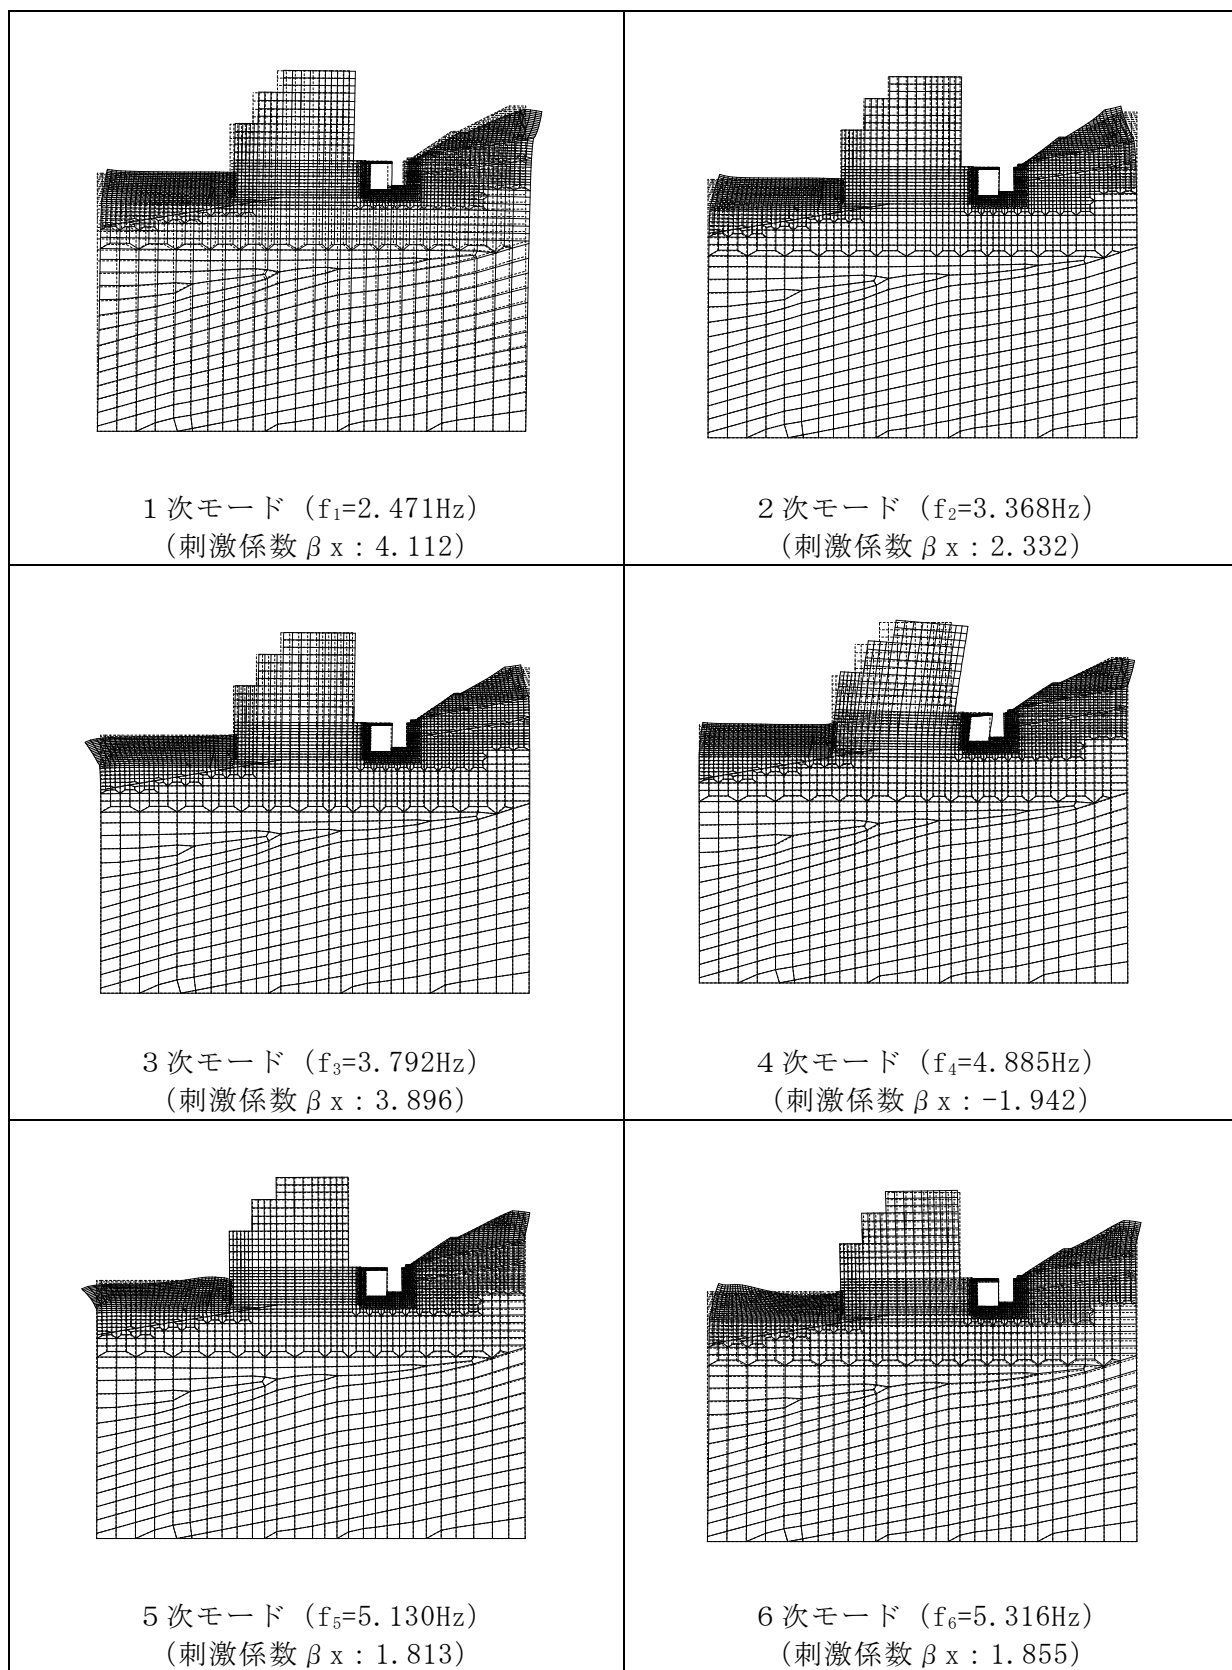 1次モード (f₁=2.471Hz)
(刺激係数βx:4.112)
2次モード (f₂=3.368Hz)
(刺激係数βx:2.332)
3次モード (f₃=3.792Hz)
(刺激係数βx:3.896)
4次モード (f₄=4.885Hz)
(刺激係数βx:-1.942)
5次モード (f₅=5.130Hz)
(刺激係数βx:1.813)
6次モード (f₆=5.316Hz)
(刺激係数βx:1.855)